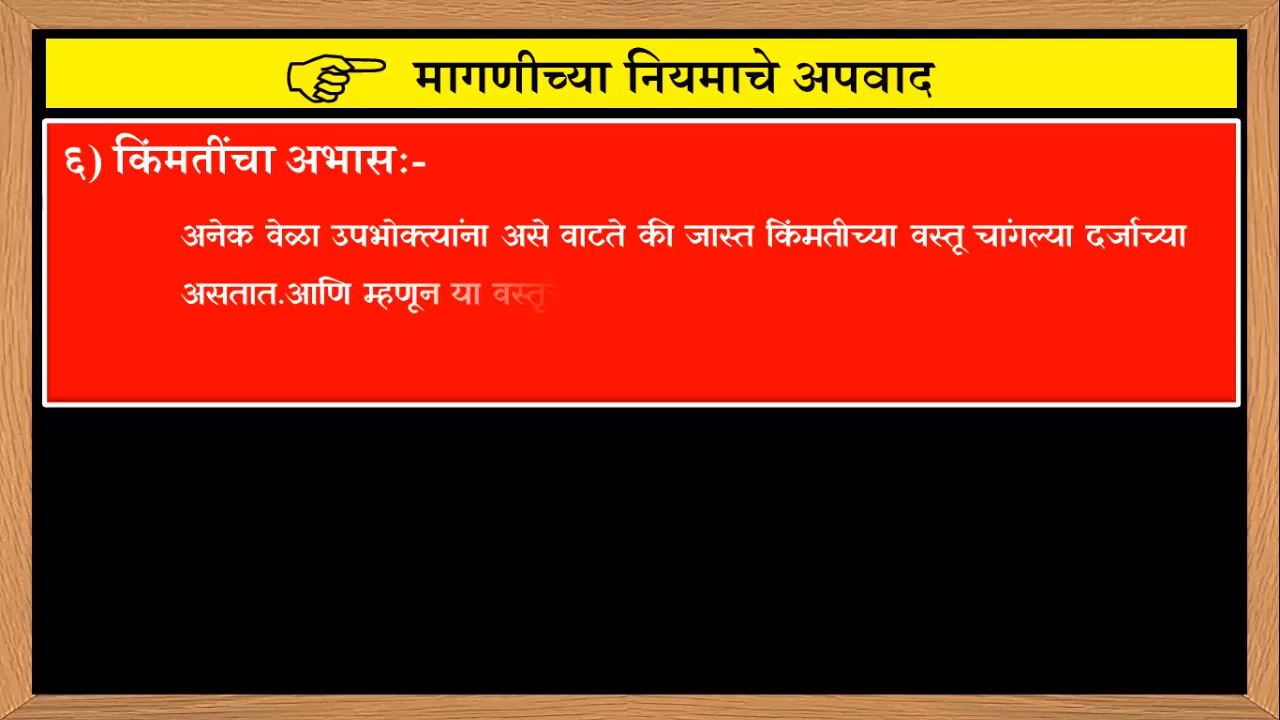 मागणीच्या नियमाचे अपवाद
६) किंमतींचा अभासः-
अनेक वेळा उपभोक्त्यांना असे वाटते की जास्त किंमतीच्या वस्तू चांगल्या दर्जाच्या
असतात.आणि म्हणून या